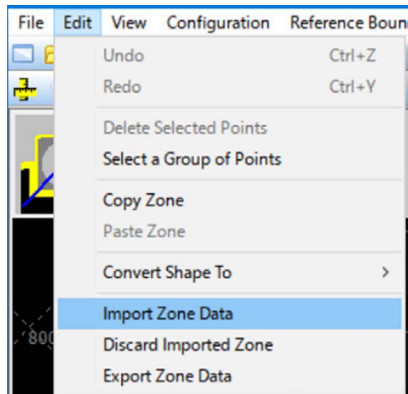 File Edit View Configuration Reference Boun
Undo Ctrl+Z
Redo Ctrl+Y
Delete Selected Points
Select a Group of Points
Copy Zone
Paste Zone
Convert Shape To >
Import Zone Data
Discard Imported Zone
Export Zone Data
800